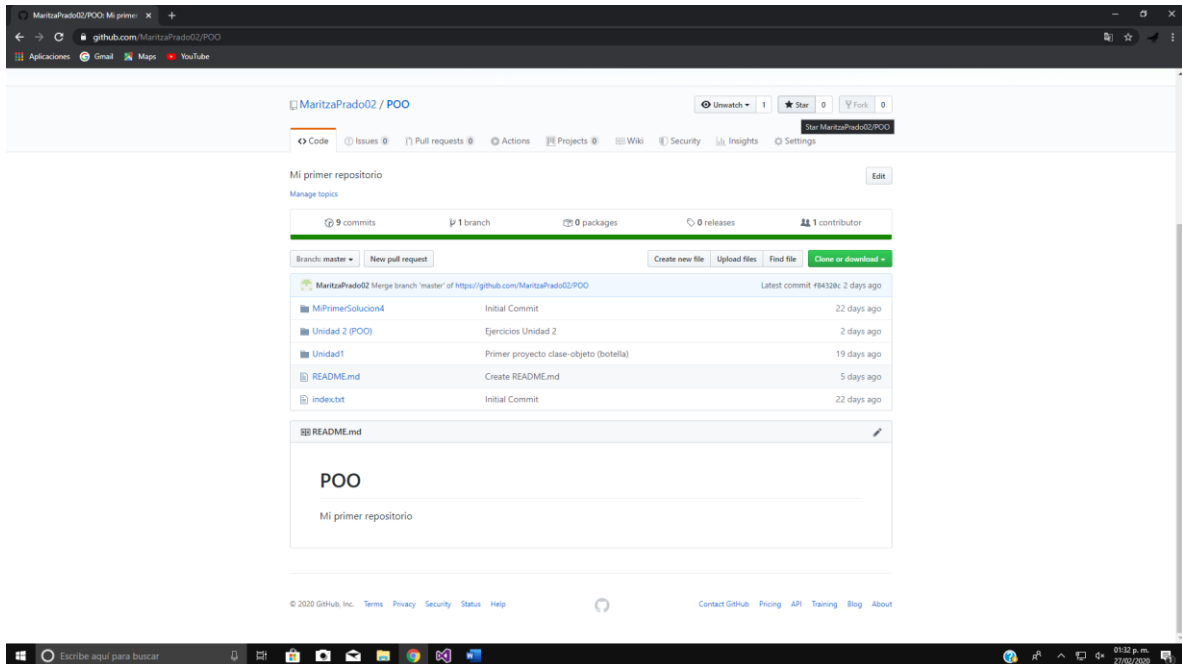 MaritzaPrado02/POO: Mi primer
github.com/MaritzaPrado02/POO
Aplicaciones Gmail Maps YouTube
MaritzaPrado02 / POO Unwatch 1 Star 0 Fork 0
Star MaritzaPrado02/POO
Code Issues 0 Pull requests 0 Actions Projects 0 Wiki Security Insights Settings
Mi primer repositorio Edit
Manage topics
9 commits 1 branch 0 packages 0 releases 1 contributor
Branch: master New pull request Create new file Upload files Find file Clone or download
MaritzaPrado02 Merge branch 'master' of https://github.com/MaritzaPrado02/POO Latest commit f84320c 2 days ago
MiPrimerSolucion4 Initial Commit 22 days ago
Unidad 2 (POO) Ejercicios Unidad 2 2 days ago
Unidad1 Primer proyecto clase-objeto (botella) 19 days ago
README.md Create README.md 5 days ago
index.txt Initial Commit 22 days ago
README.md
POO
Mi primer repositorio
© 2020 GitHub, Inc. Terms Privacy Security Status Help Contact GitHub Pricing API Training Blog About
Escribe aquí para buscar 01:32 p. m.
27/02/2020